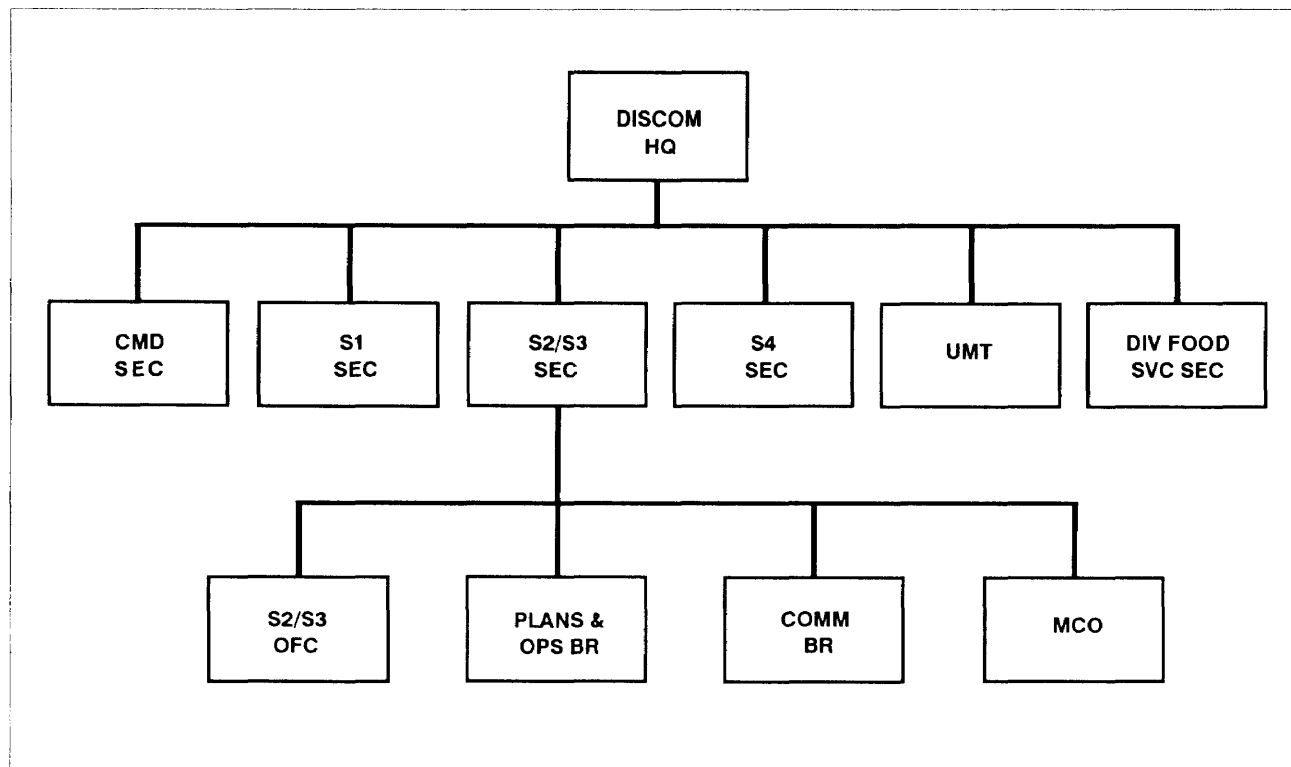 DISCOM
HQ
CMD
SEC
S1
SEC
S2/S3
SEC
S4
SEC
UMT
DIV FOOD
SVC SEC
S2/S3
OFC
PLANS &
OPS BR
COMM
BR
MCO